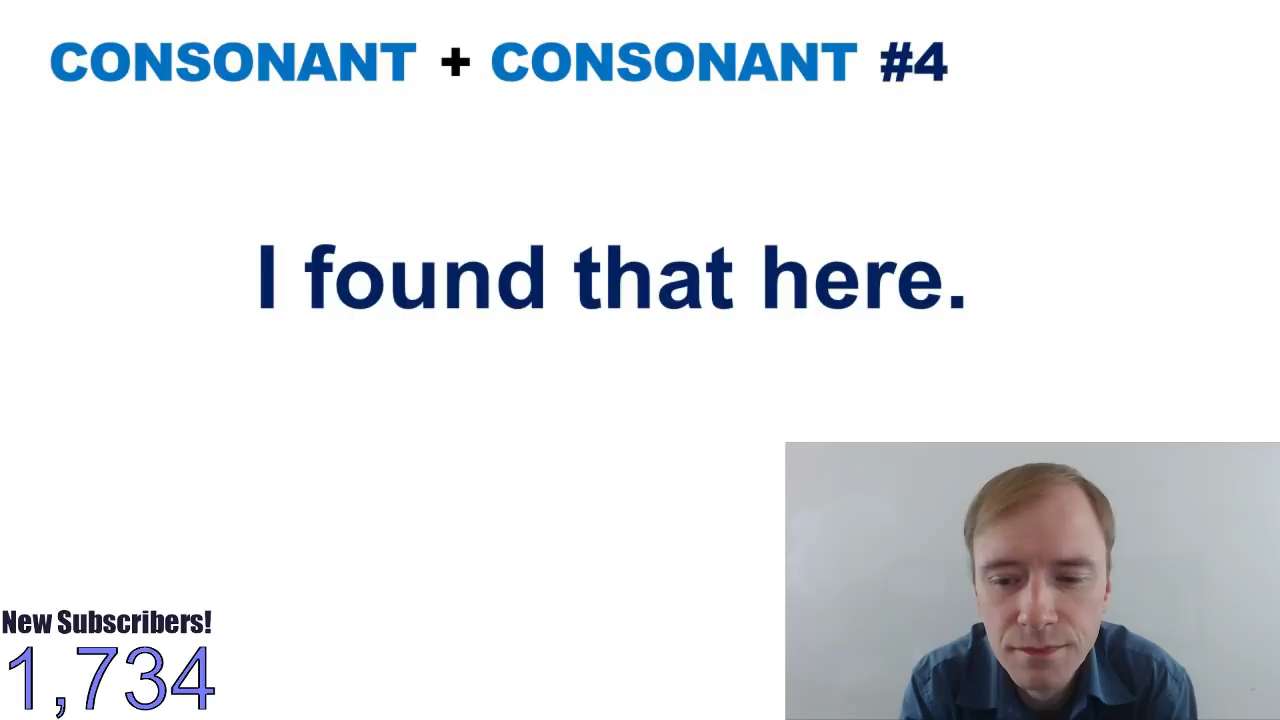 CONSONANT + CONSONANT #4
I found that here.
New Subscribers!
1,734